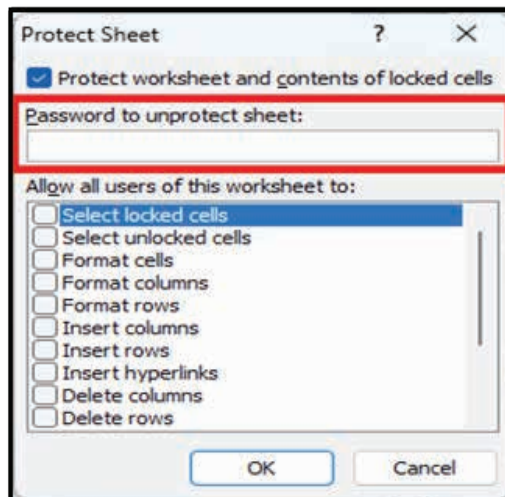 Protect Sheet ?
Protect worksheet and contents of locked cells
Password to unprotect sheet:
Allow all users of this worksheet to:
Select locked cells
Select unlocked cells
Format cells
Format columns
Format rows
Insert columns
Insert rows
Insert hyperlinks
Delete columns
Delete rows
OK Cancel